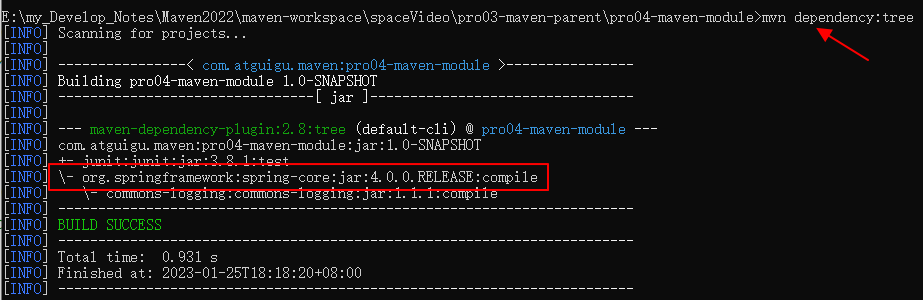 E:\my_Develop_Notes\Maven2022\maven-workspace\spaceVideo\pro03-maven-parent\pro04-maven-module>mvn dependency:tree
[INFO] Scanning for projects...
[INFO]
[INFO] ---------------< com.atguigu.maven:pro04-maven-module >---------------
[INFO] Building pro04-maven-module 1.0-SNAPSHOT
[INFO] --------------------------------[ jar ]---------------------------------
[INFO]
[INFO] --- maven-dependency-plugin:2.8:tree (default-cli) @ pro04-maven-module ---
[INFO] com.atguigu.maven:pro04-maven-module:jar:1.0-SNAPSHOT
[INFO] +- junit:junit:jar:3.8.1:test
[INFO] \- org.springframework:spring-core:jar:4.0.0.RELEASE:compile
[INFO]    \- commons-logging:commons-logging:jar:1.1.1:compile
[INFO] ------------------------------------------------------------------------
[INFO] BUILD SUCCESS
[INFO] ------------------------------------------------------------------------
[INFO] Total time:  0.931 s
[INFO] Finished at: 2023-01-25T18:18:20+08:00
[INFO] ------------------------------------------------------------------------